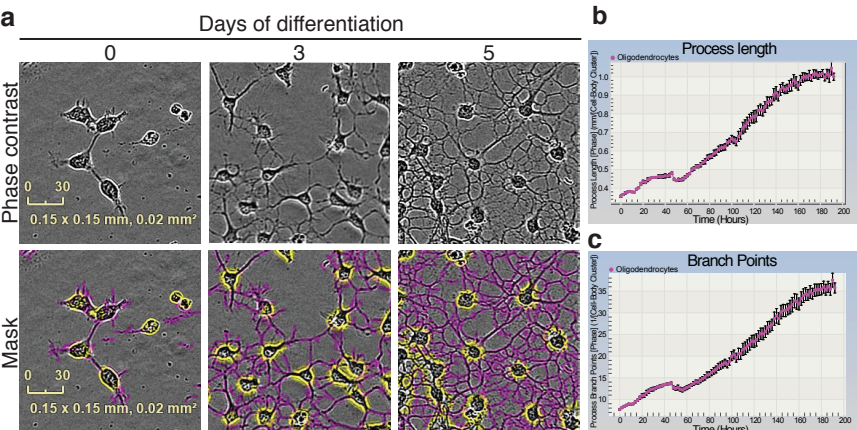 a
Days of differentiation
0
3
5
Phase contrast
0 30
0.15 x 0.15 mm, 0.02 mm²
Mask
0 30
0.15 x 0.15 mm, 0.02 mm²
b
Process length
Oligodendrocytes
Process Length [Phase] (mm/[Cell-Body Cluster])
1.0
0.8
0.7
0.6
0.5
0.4
0 20 40 60 80 100 120 140 160 180 200
Time (Hours)
c
Branch Points
Oligodendrocytes
Process Branch Points [Phase] (1/[Cell-Body Cluster])
35
25
20
15
10
0 20 40 60 80 100 120 140 160 180 200
Time (Hours)